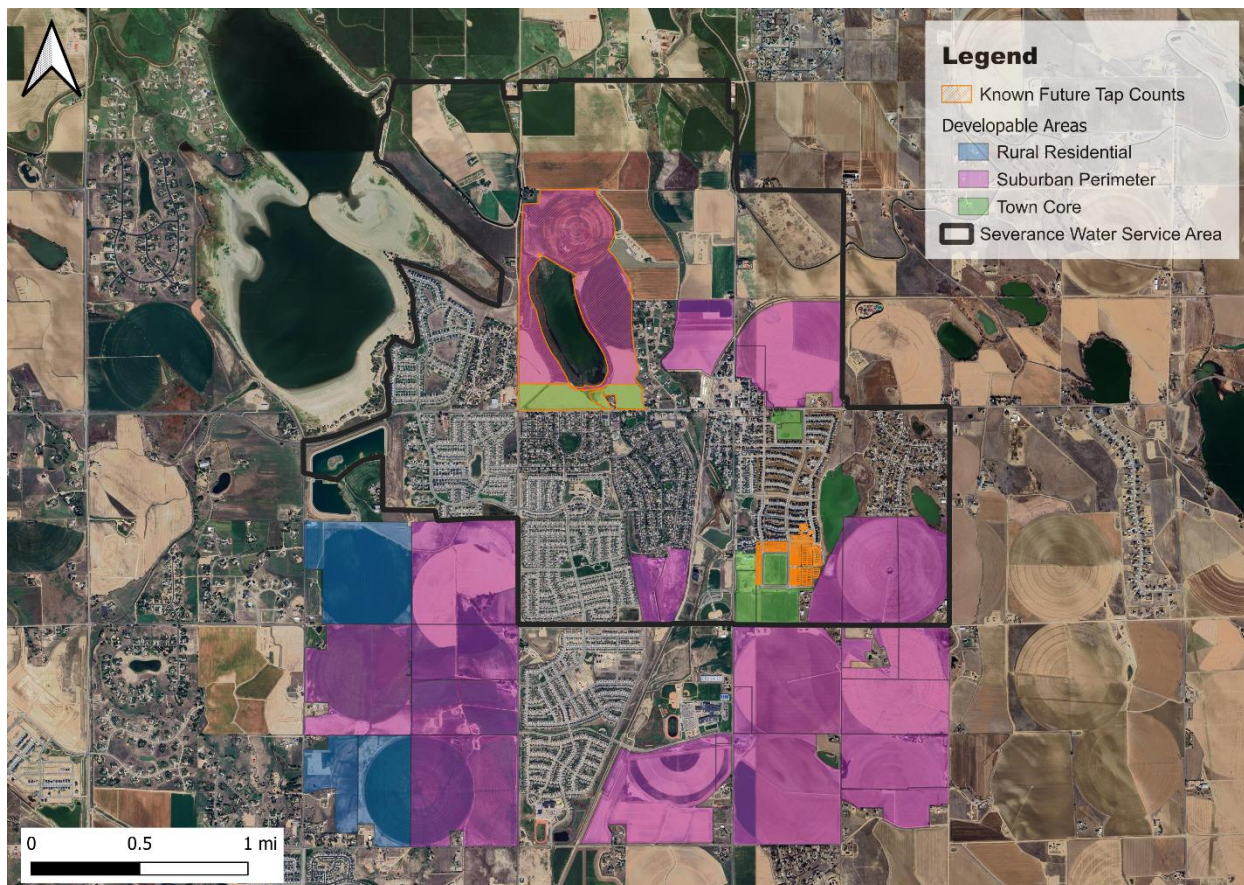 Legend
Known Future Tap Counts
Developable Areas
Rural Residential
Suburban Perimeter
Town Core
Severance Water Service Area
0 0.5 1 mi